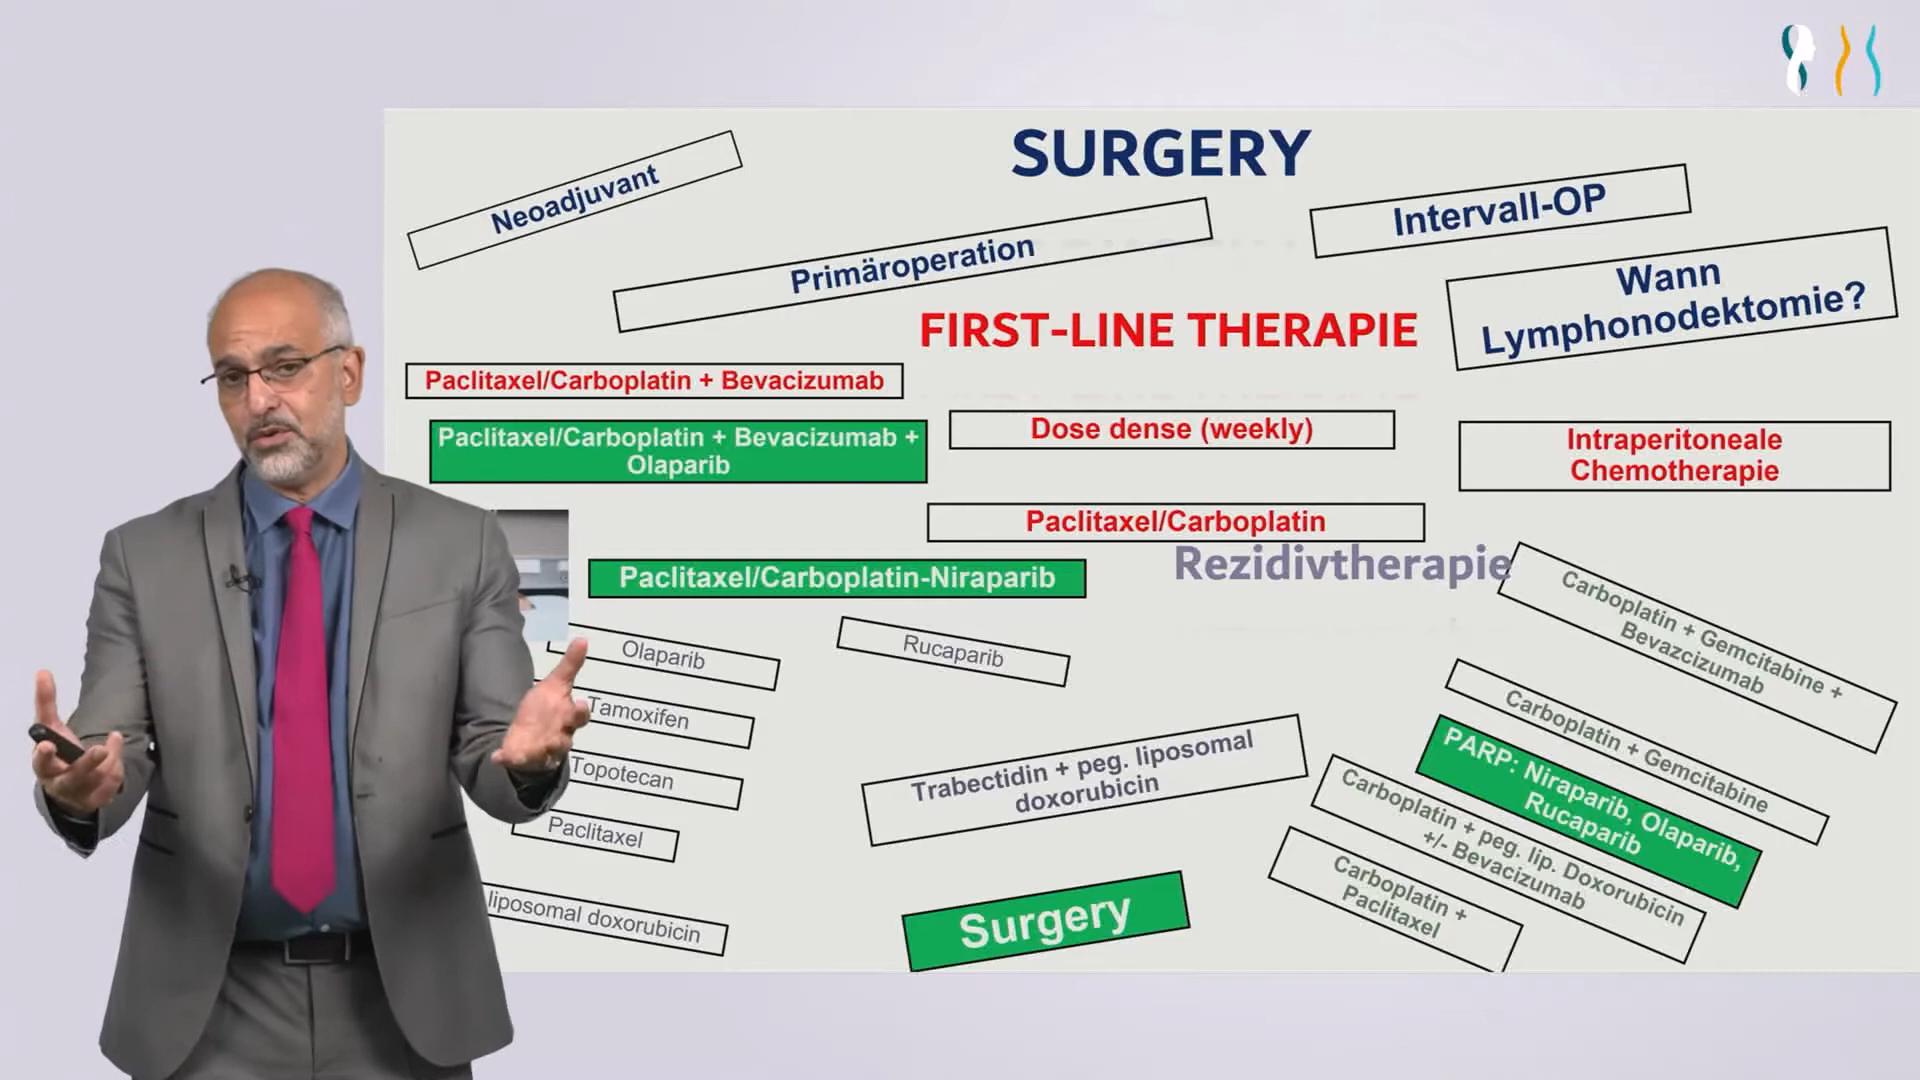 SURGERY
Neoadjuvant
Intervall-OP
Primäroperation
Wann
Lymphonodektomie?
FIRST-LINE THERAPIE
Paclitaxel/Carboplatin + Bevacizumab
Paclitaxel/Carboplatin + Bevacizumab +
Olaparib
Dose dense (weekly)
Intraperitoneale
Chemotherapie
Paclitaxel/Carboplatin
Rezidivtherapie
Paclitaxel/Carboplatin-Niraparib
Olaparib
Rucaparib
Tamoxifen
Topotecan
Paclitaxel
liposomal doxorubicin
Trabectidin + peg. liposomal
doxorubicin
Surgery
Carboplatin + Gemcitabine +
Bevazcizumab
Carboplatin + Gemcitabine
PARP: Niraparib, Olaparib,
Rucaparib
Carboplatin + peg. lip. Doxorubicin
+/- Bevacizumab
Carboplatin +
Paclitaxel